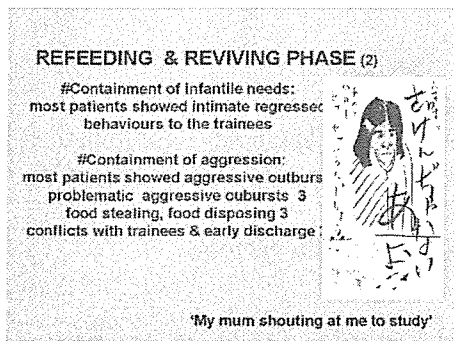 REFEEDING & REVIVING PHASE (2)
#Containment of infantile needs:
most patients showed intimate regressed
behaviours to the trainees
#Containment of aggression:
most patients showed aggressive outburs
problematic aggressive cubursts 3
food stealing, food disposing 3
conflicts with trainees & early discharge
'My mum shouting at me to study'